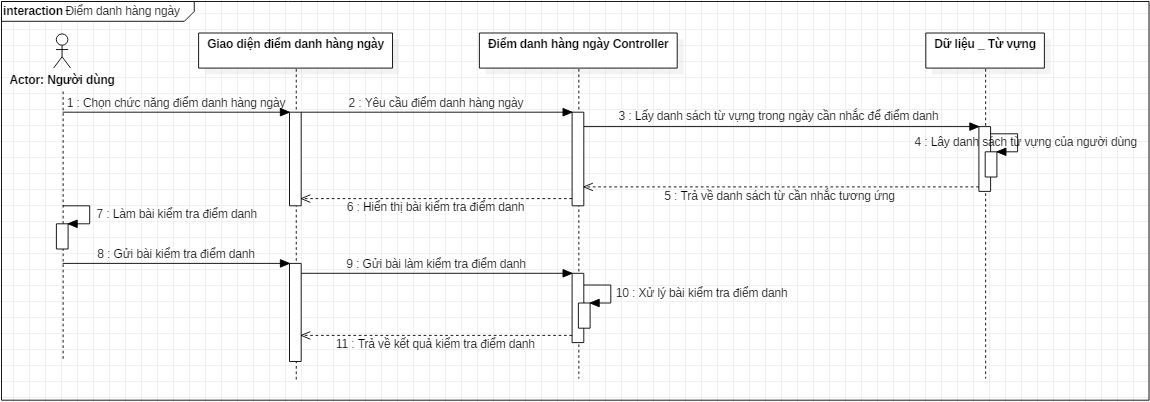 interaction Điểm danh hàng ngày
Giao diện điểm danh hàng ngày
Điểm danh hàng ngày Controller
Dữ liệu _ Từ vựng
Actor: Người dùng
1 : Chọn chức năng điểm danh hàng ngày
2 : Yêu cầu điểm danh hàng ngày
3 : Lấy danh sách từ vựng trong ngày cần nhắc để điểm danh
4 : Lây danh sách từ vựng của người dùng
5 : Trả về danh sách từ cần nhắc tương ứng
6 : Hiển thị bài kiểm tra điểm danh
7 : Làm bài kiểm tra điểm danh
8 : Gửi bài kiểm tra điểm danh
9 : Gửi bài làm kiểm tra điểm danh
10 : Xử lý bài kiểm tra điểm danh
11 : Trả về kết quả kiểm tra điểm danh